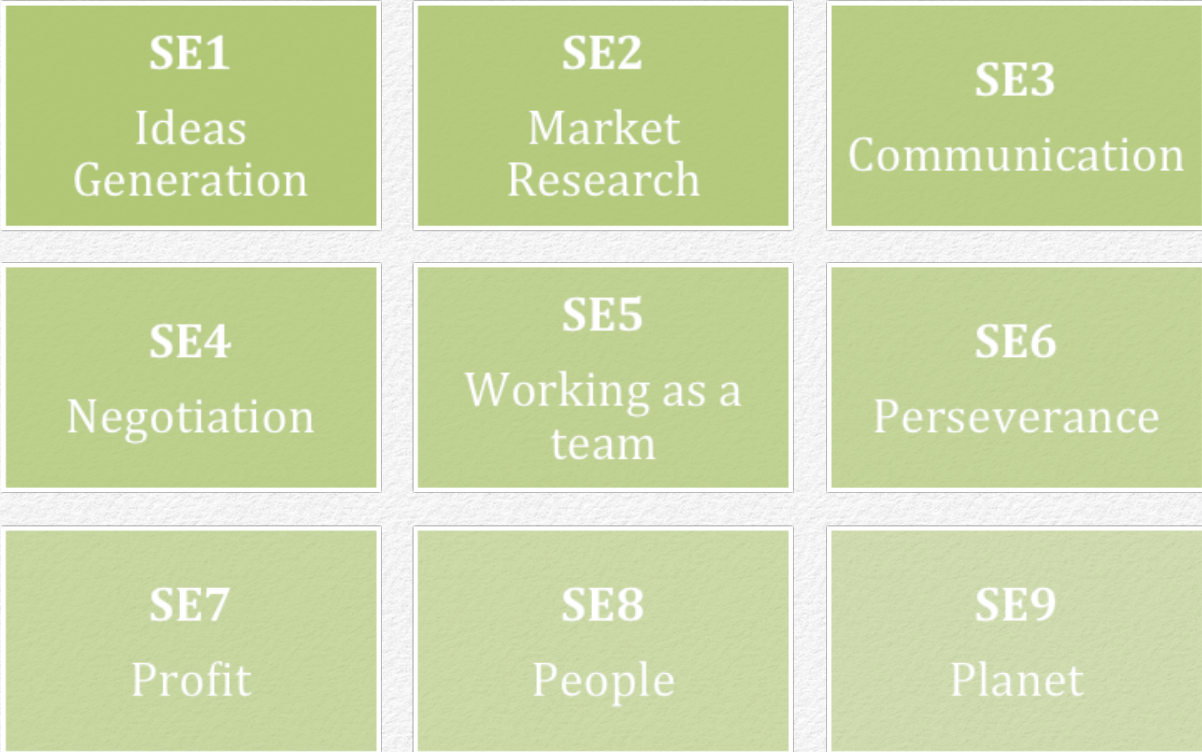 SE1
Ideas
Generation
SE2
Market
Research
SE3
Communication
SE4
Negotiation
SE5
Working as a
team
SE6
Perseverance
SE7
Profit
SE8
People
SE9
Planet